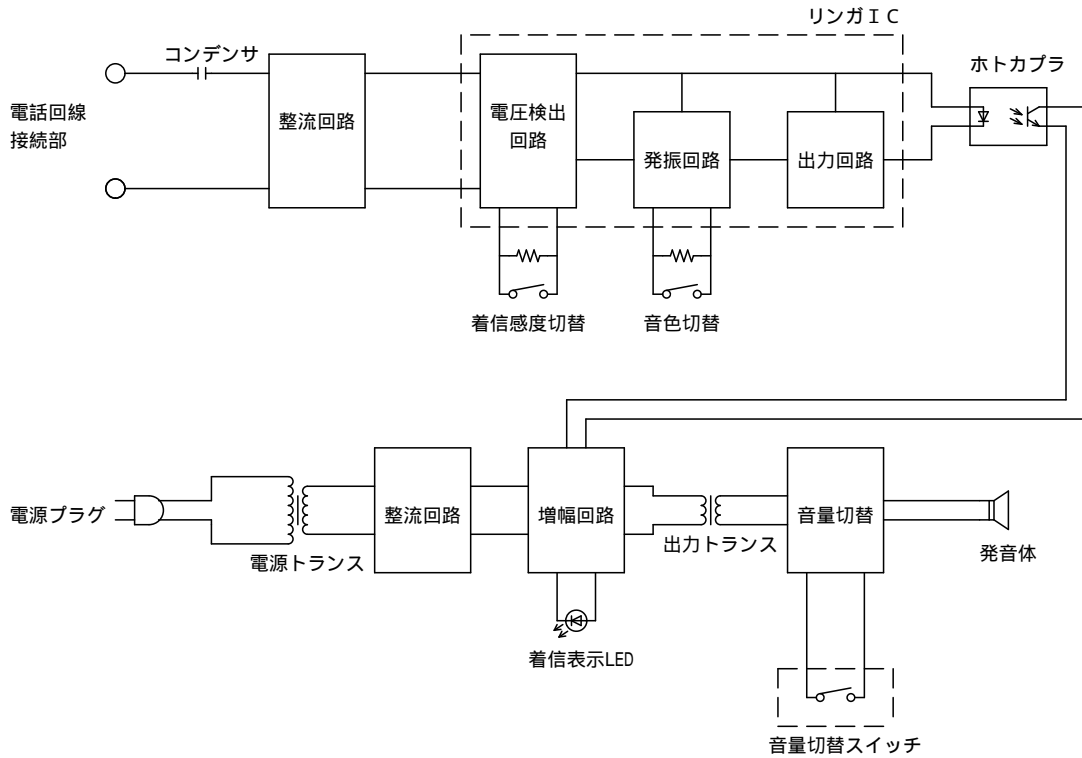 リンガＩＣ
コンデンサ
ホトカプラ
電話回線
接続部
整流回路
電圧検出
回路
発振回路
出力回路
着信感度切替
音色切替
電源プラグ
電源トランス
整流回路
増幅回路
出力トランス
音量切替
発音体
着信表示LED
音量切替スイッチ